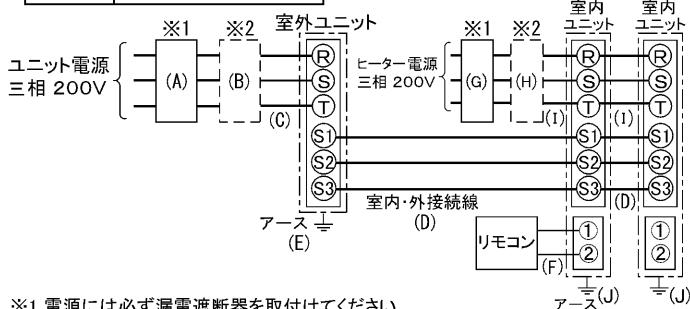 ※1 ※2 室外ユニット ※1 ※2 室内ユニット 室内ユニット
ユニット電源
三相 200V
(A) (B) (C)
R
S
T
S1
S2
S3
アース
(E)
ヒーター電源
三相 200V
(G) (H) (I) (I)
R R
S S
T T
S1 S1
S2 S2
S3 S3
室内・外接続線
(D) (D)
リモコン
(F)
① ①
② ②
アース (J) (J)
※1 電源には必ず漏電遮断器を取付けてください